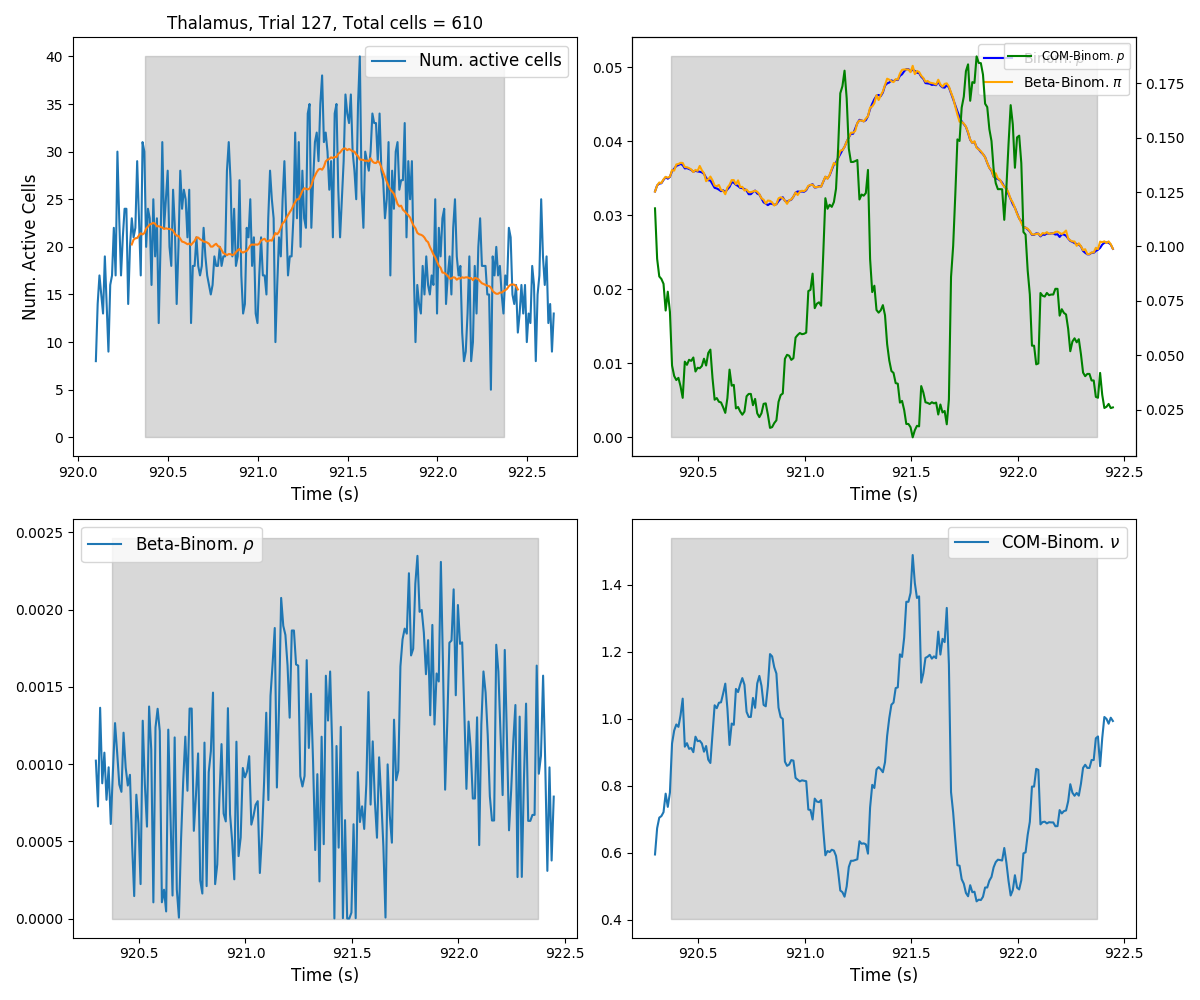 Thalamus, Trial 127, Total cells = 610
Num. active cells
Num. Active Cells
40
35
30
25
20
15
10
5
0
920.0 920.5 921.0 921.5 922.0 922.5
Time (s)
COM-Binom. p
Beta-Binom. π
0.05
0.04
0.03
0.02
0.01
0.00
0.175
0.150
0.125
0.100
0.075
0.050
0.025
920.5 921.0 921.5 922.0 922.5
Time (s)
Beta-Binom. ρ
0.0025
0.0020
0.0015
0.0010
0.0005
0.0000
920.5 921.0 921.5 922.0 922.5
Time (s)
COM-Binom. ν
1.4
1.2
1.0
0.8
0.6
0.4
920.5 921.0 921.5 922.0 922.5
Time (s)